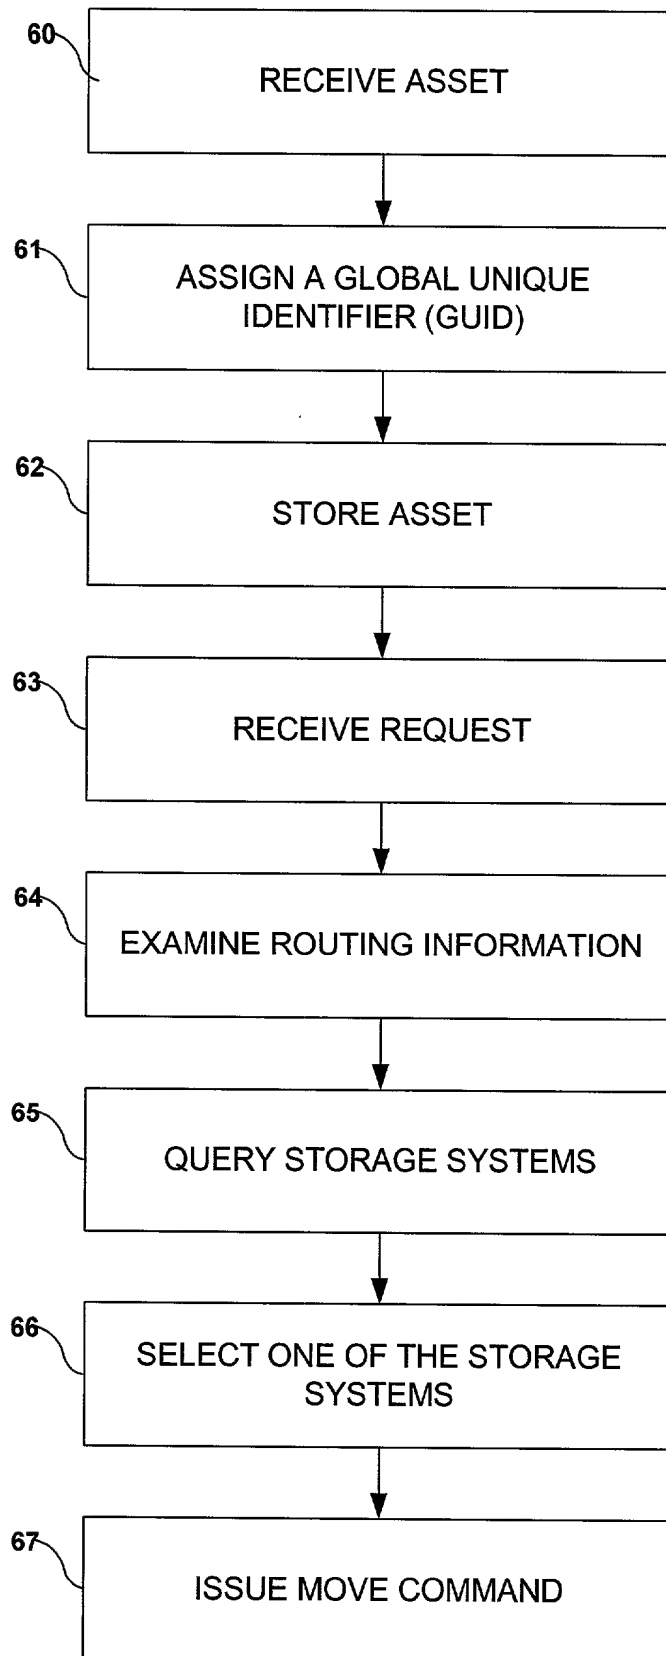 60
RECEIVE ASSET
61
ASSIGN A GLOBAL UNIQUE
IDENTIFIER (GUID)
62
STORE ASSET
63
RECEIVE REQUEST
64
EXAMINE ROUTING INFORMATION
65
QUERY STORAGE SYSTEMS
66
SELECT ONE OF THE STORAGE
SYSTEMS
67
ISSUE MOVE COMMAND